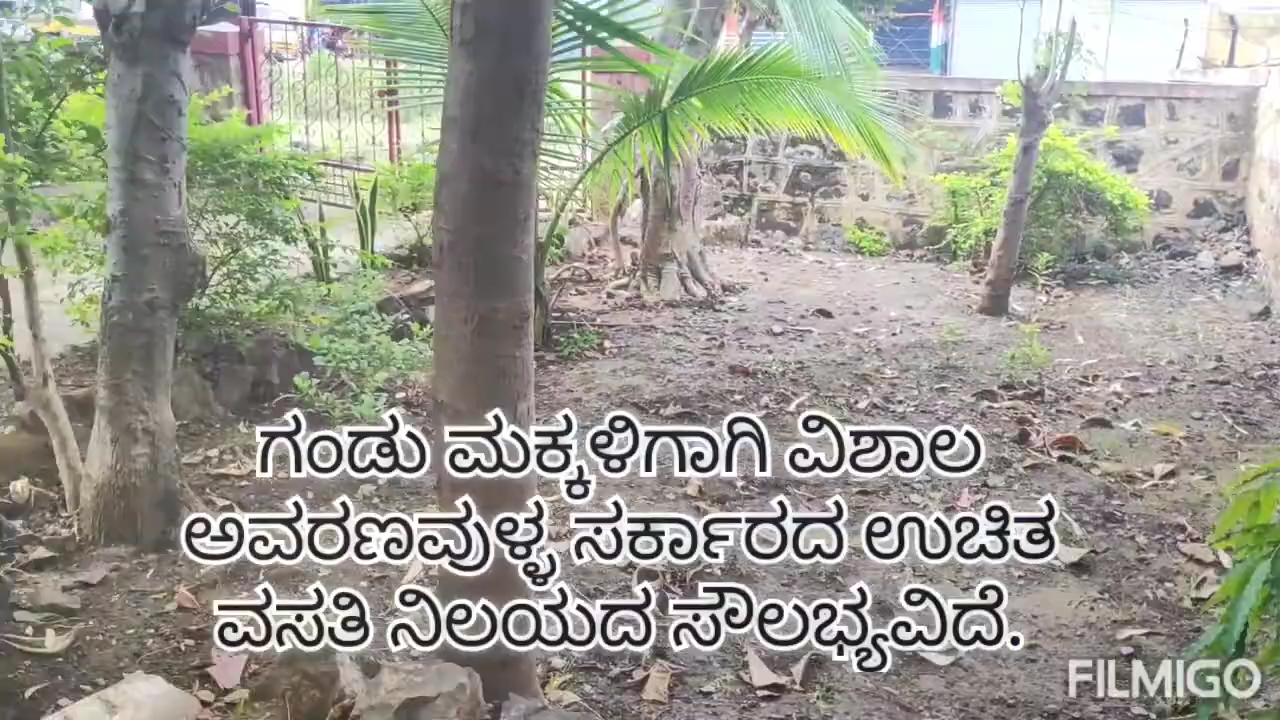 ಗಂಡು ಮಕ್ಕಳಿಗಾಗಿ ವಿಶಾಲ
ಅವರಣವುಳ್ಳ ಸರ್ಕಾರದ ಉಚಿತ
ವಸತಿ ನಿಲಯದ ಸೌಲಭ್ಯವಿದೆ.
FILMIGO